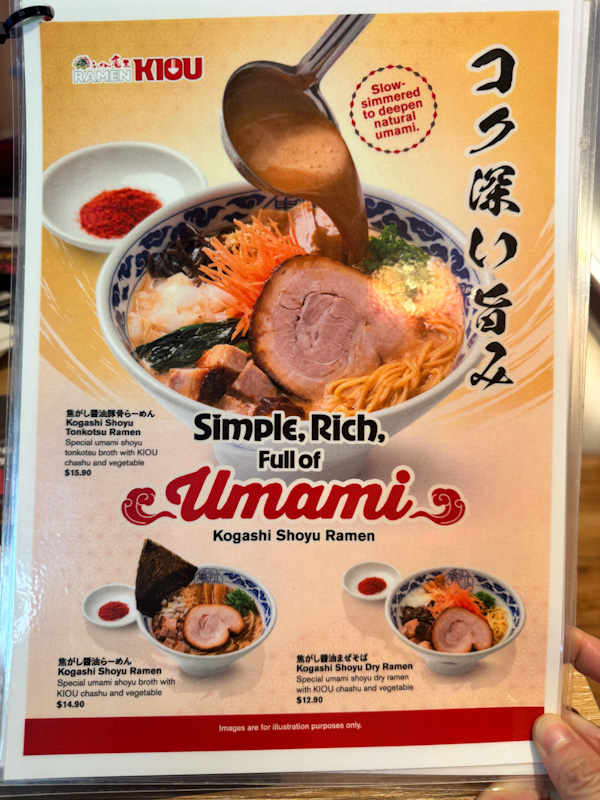 らーめん
RAMEN KIOU
Slow-
simmered
to deepen
natural
umami.
コク深い旨み
焦がし醤油豚骨らーめん
Kogashi Shoyu
Tonkotsu Ramen
Special umami shoyu
tonkotsu broth with KIOU
chashu and vegetable
$15.90
Simple, Rich,
Full of
Umami
Kogashi Shoyu Ramen
焦がし醤油らーめん
Kogashi Shoyu Ramen
Special umami shoyu broth with
KIOU chashu and vegetable
$14.90
焦がし醤油まぜそば
Kogashi Shoyu Dry Ramen
Special umami shoyu dry ramen
with KIOU chashu and vegetable
$12.90
Images are for illustration purposes only.